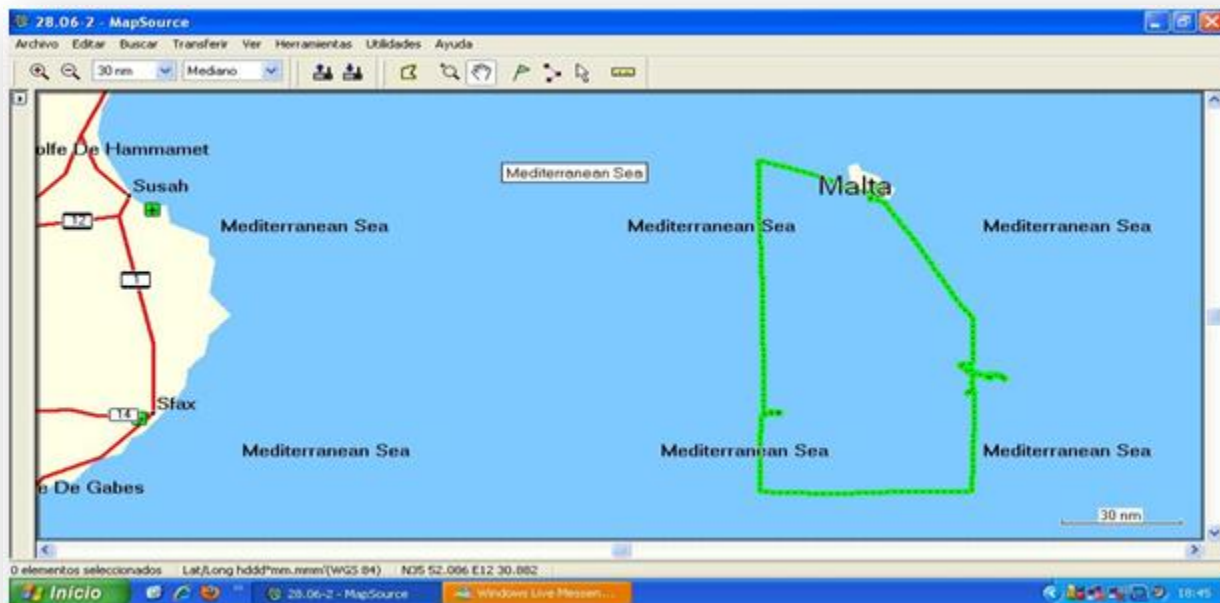 28.06-2 - MapSource
Archivo Editar Buscar Transferir Ver Herramientas Utilidades Ayuda
30 nm Mediano
olfe De Hammamet
Mediterranean Sea
Susah
Malta
12
Mediterranean Sea
Mediterranean Sea
Mediterranean Sea
1
Sfax
14
Mediterranean Sea
Mediterranean Sea
Mediterranean Sea
e De Gabes
30 nm
0 elementos seleccionados Lat/Long hddd°mm.mmm'(WGS 84) N35 52.006 E12 30.882
Inicio 28.06-2 - MapSource Windows Live Messen... 18:45